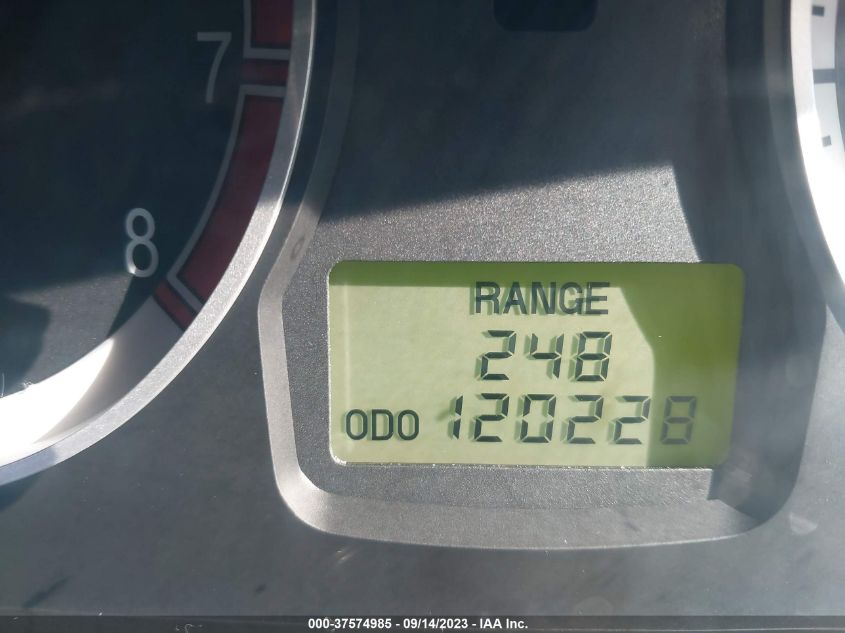 7
8
RANGE
248
ODO 120228
000-37574985 - 09/14/2023 - IAA Inc.